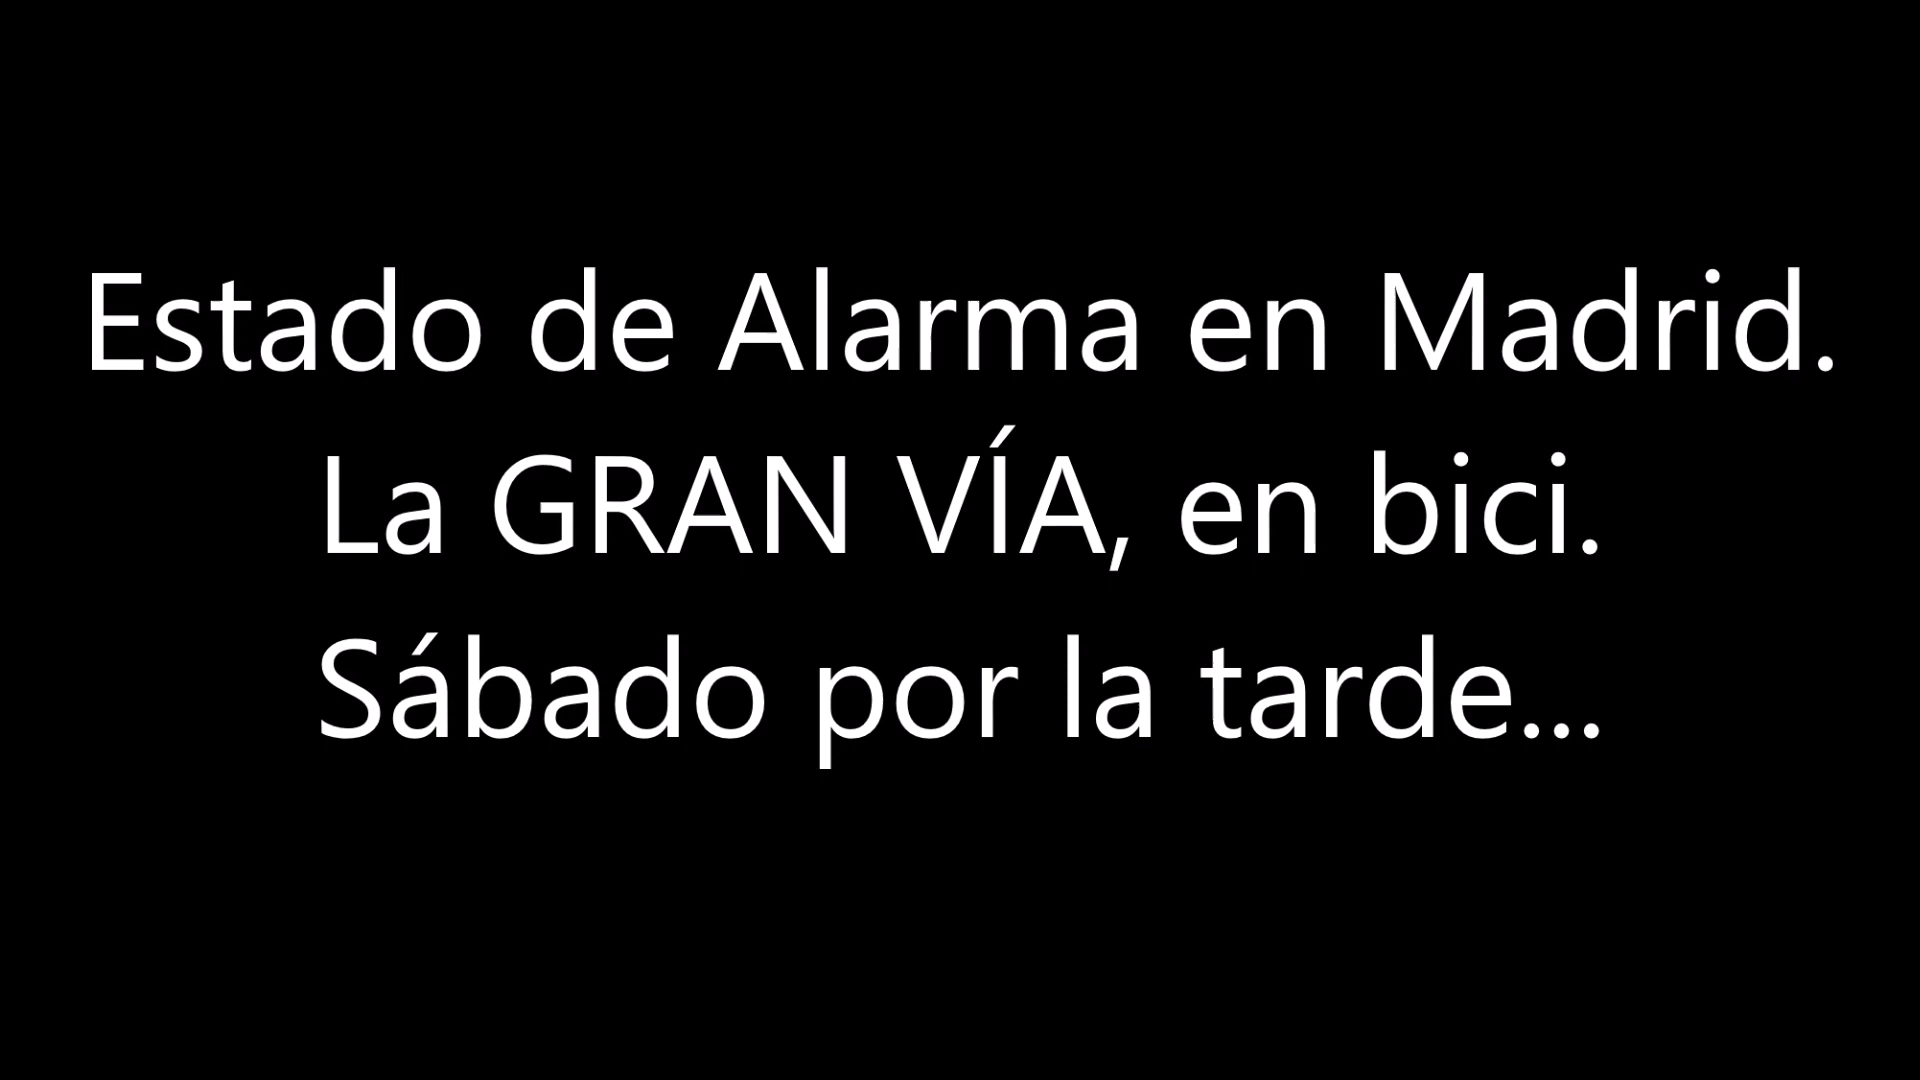 Estado de Alarma en Madrid.
La GRAN VÍA, en bici.
Sábado por la tarde...